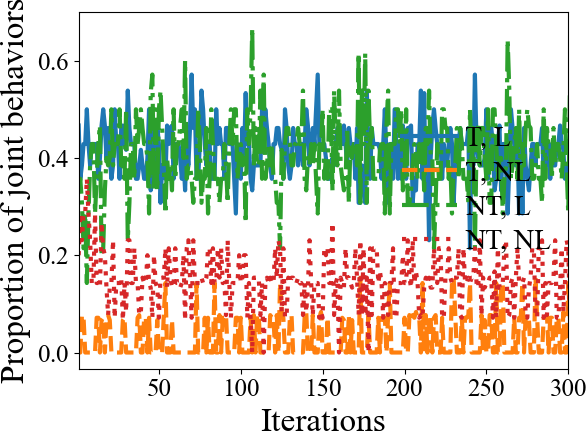 Proportion of joint behaviors
0.6
0.4
0.2
0.0
T, L
T, NL
NT, L
NT, NL
50
100
150
200
250
300
Iterations